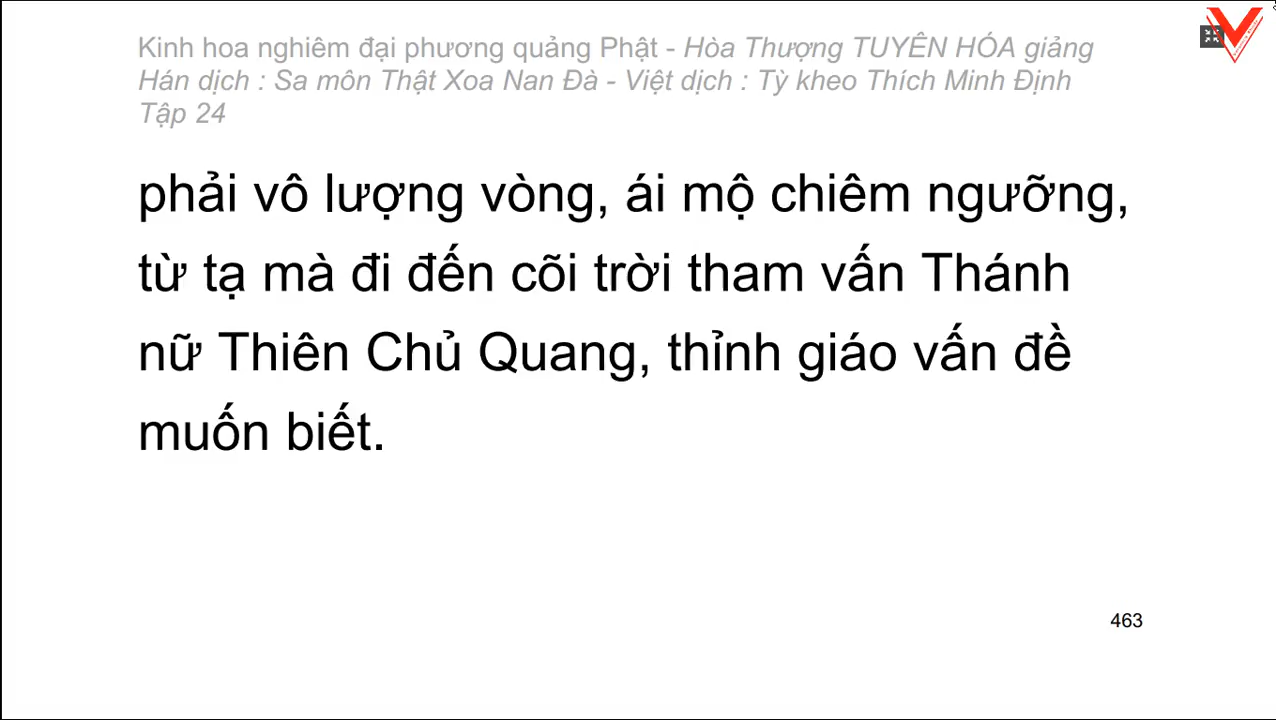 Kinh hoa nghiêm đại phương quảng Phật - Hòa Thượng TUYÊN HÓA giảng
Hán dịch : Sa môn Thật Xoa Nan Đà - Việt dịch : Tỳ kheo Thích Minh Định
Tập 24
phải vô lượng vòng, ái mộ chiêm ngưỡng,
từ tạ mà đi đến cõi trời tham vấn Thánh
nữ Thiên Chủ Quang, thỉnh giáo vấn đề
muốn biết.
463